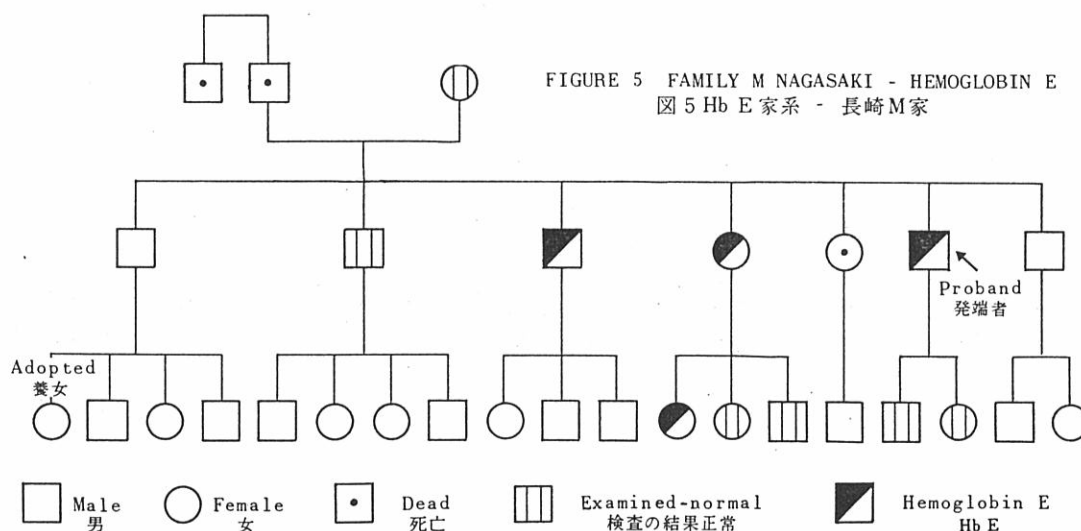 FIGURE 5 FAMILY M NAGASAKI - HEMOGLOBIN E
図 5 Hb E 家系 - 長崎M家
Proband
発端者
Adopted
養女
Male
男
Female
女
Dead
死亡
Examined-normal
検査の結果正常
Hemoglobin E
Hb E